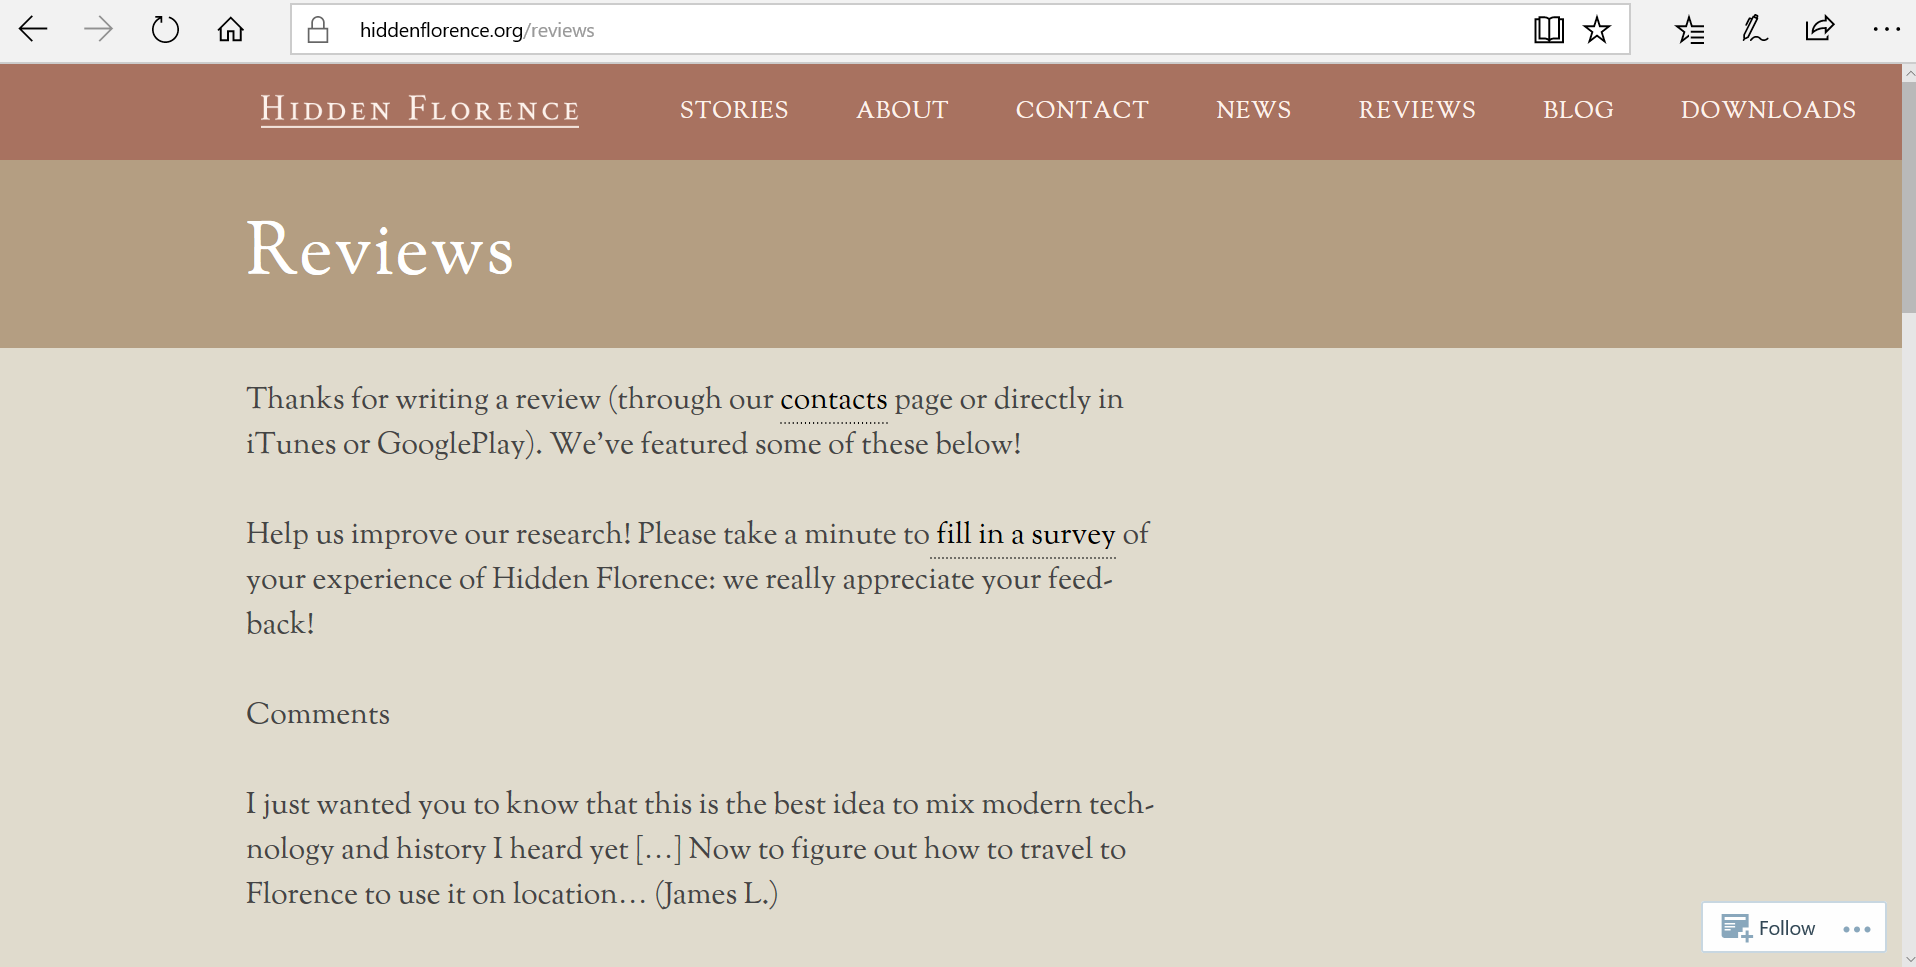 hiddenflorence.org/reviews
HIDDEN FLORENCE STORIES ABOUT CONTACT NEWS REVIEWS BLOG DOWNLOADS
Reviews
Thanks for writing a review (through our contacts page or directly in
iTunes or GooglePlay). We've featured some of these below!
Help us improve our research! Please take a minute to fill in a survey of
your experience of Hidden Florence: we really appreciate your feed-
back!
Comments
I just wanted you to know that this is the best idea to mix modern tech-
nology and history I heard yet […] Now to figure out how to travel to
Florence to use it on location… (James L.)
Follow